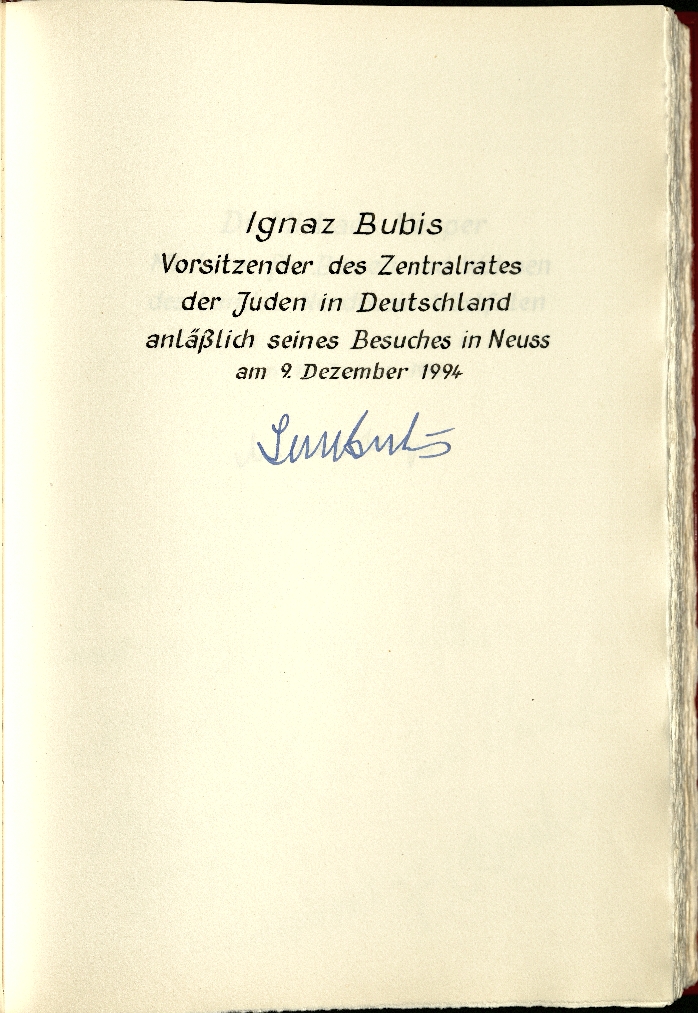 Ignaz Bubis
Vorsitzender des Zentralrates
der Juden in Deutschland
anläßlich seines Besuches in Neuss
am 9. Dezember 1994